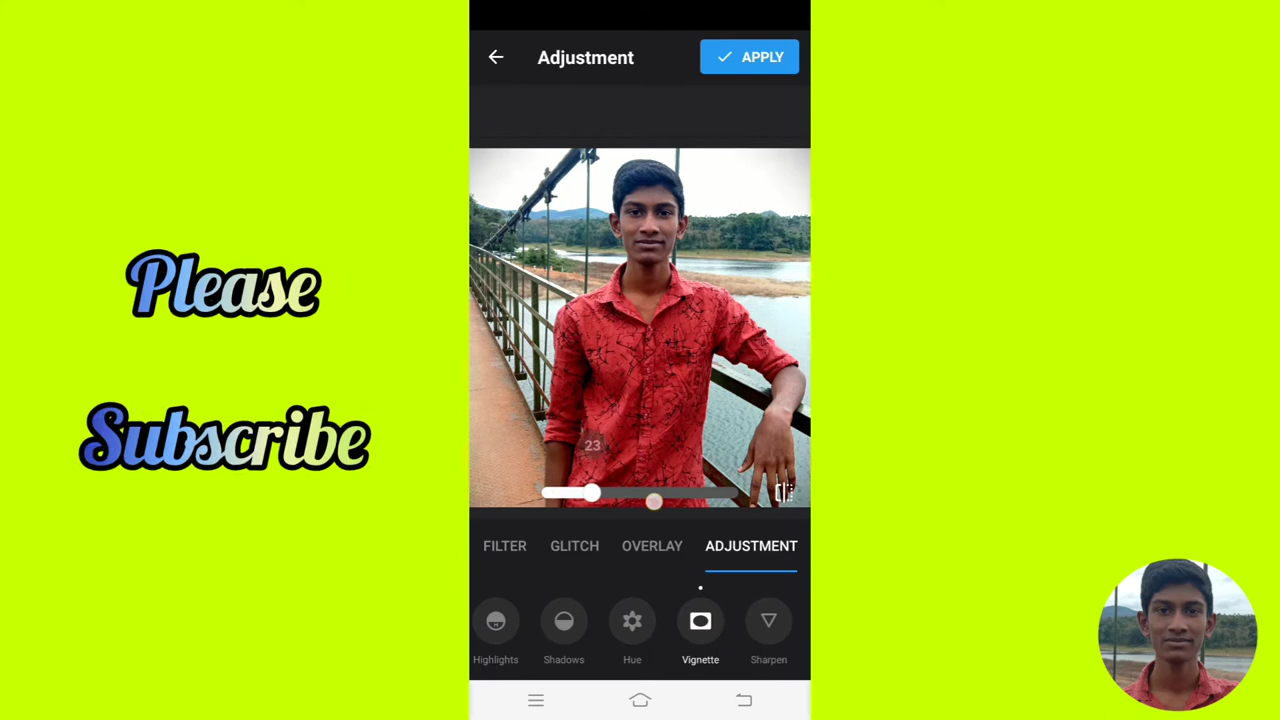 Adjustment
APPLY
Please
Subscribe
23
FILTER GLITCH OVERLAY ADJUSTMENT
Highlights Shadows Hue Vignette Sharpen